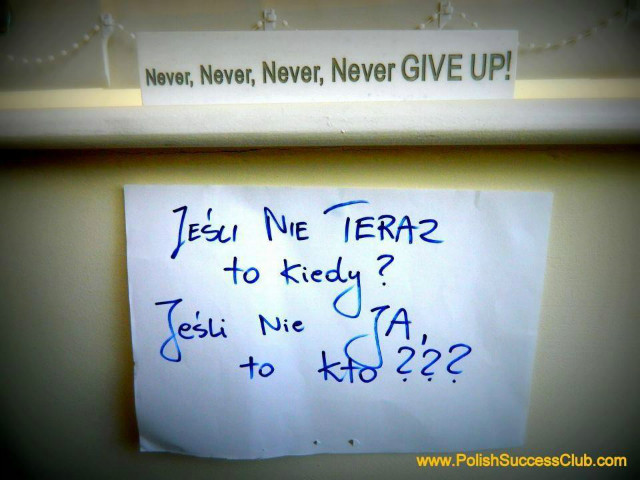 Never, Never, Never, Never GIVE UP!
JEŚLI NIE TERAZ
to kiedy?
Jeśli Nie JA,
to kto???
www.PolishSuccessClub.com